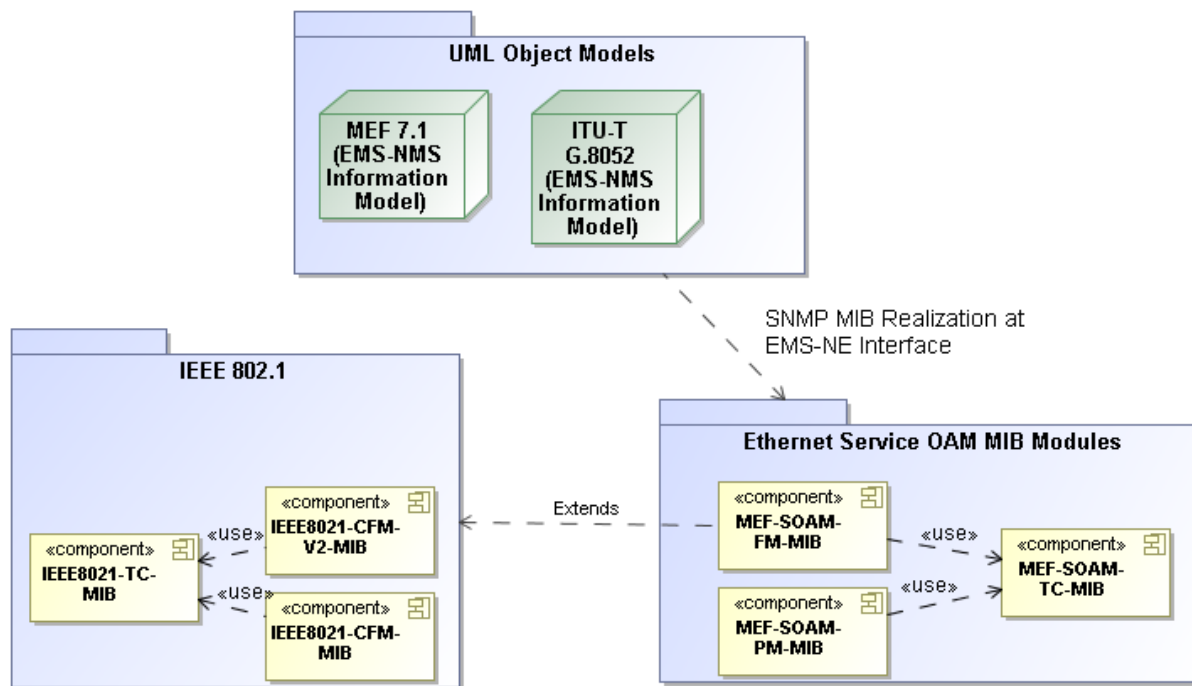 UML Object Models
MEF 7.1
(EMS-NMS
Information
Model)
ITU-T
G.8052
(EMS-NMS
Information
Model)
SNMP MIB Realization at
EMS-NE Interface
IEEE 802.1
«component»
IEEE8021-TC-
MIB
«use»
«use»
«component»
IEEE8021-CFM-
V2-MIB
«component»
IEEE8021-CFM-
MIB
Extends
Ethernet Service OAM MIB Modules
«component»
MEF-SOAM-
FM-MIB
«component»
MEF-SOAM-
PM-MIB
«use»
«use»
«component»
MEF-SOAM-
TC-MIB